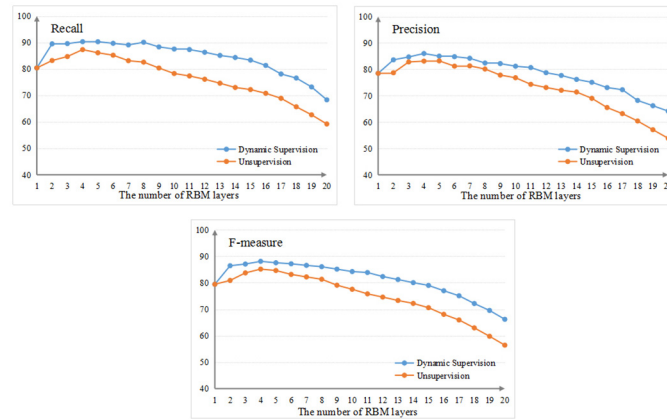 Recall
100
90
80
70
60
50
40
Dynamic Supervision
Unsupervision
1 2 3 4 5 6 7 8 9 10 11 12 13 14 15 16 17 18 19 20
The number of RBM layers
Precision
100
90
80
70
60
50
40
Dynamic Supervision
Unsupervision
1 2 3 4 5 6 7 8 9 10 11 12 13 14 15 16 17 18 19
The number of RBM layers
F-measure
100
90
80
70
60
50
40
Dynamic Supervision
Unsupervision
1 2 3 4 5 6 7 8 9 10 11 12 13 14 15 16 17 18 19 20
The number of RBM layers